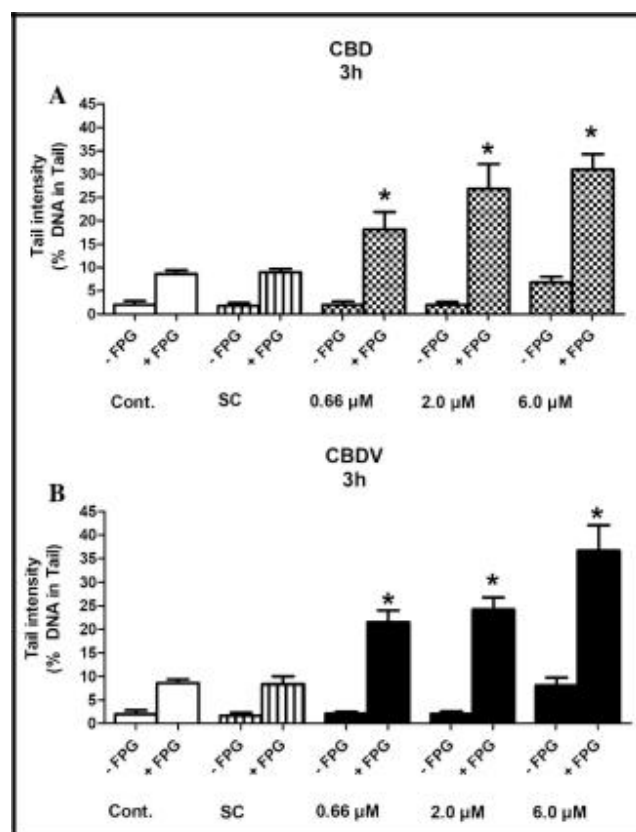 CBD
3h
A
Tail intensity
(% DNA in Tail)
45
40
35
30
25
20
15
10
5
0
* * *
- FPG + FPG - FPG + FPG - FPG + FPG - FPG + FPG - FPG + FPG
Cont. SC 0.66 µM 2.0 µM 6.0 µM
CBDV
3h
B
Tail intensity
(% DNA in Tail)
45
40
35
30
25
20
15
10
5
0
* * *
- FPG + FPG - FPG + FPG - FPG + FPG - FPG + FPG - FPG + FPG
Cont. SC 0.66 µM 2.0 µM 6.0 µM